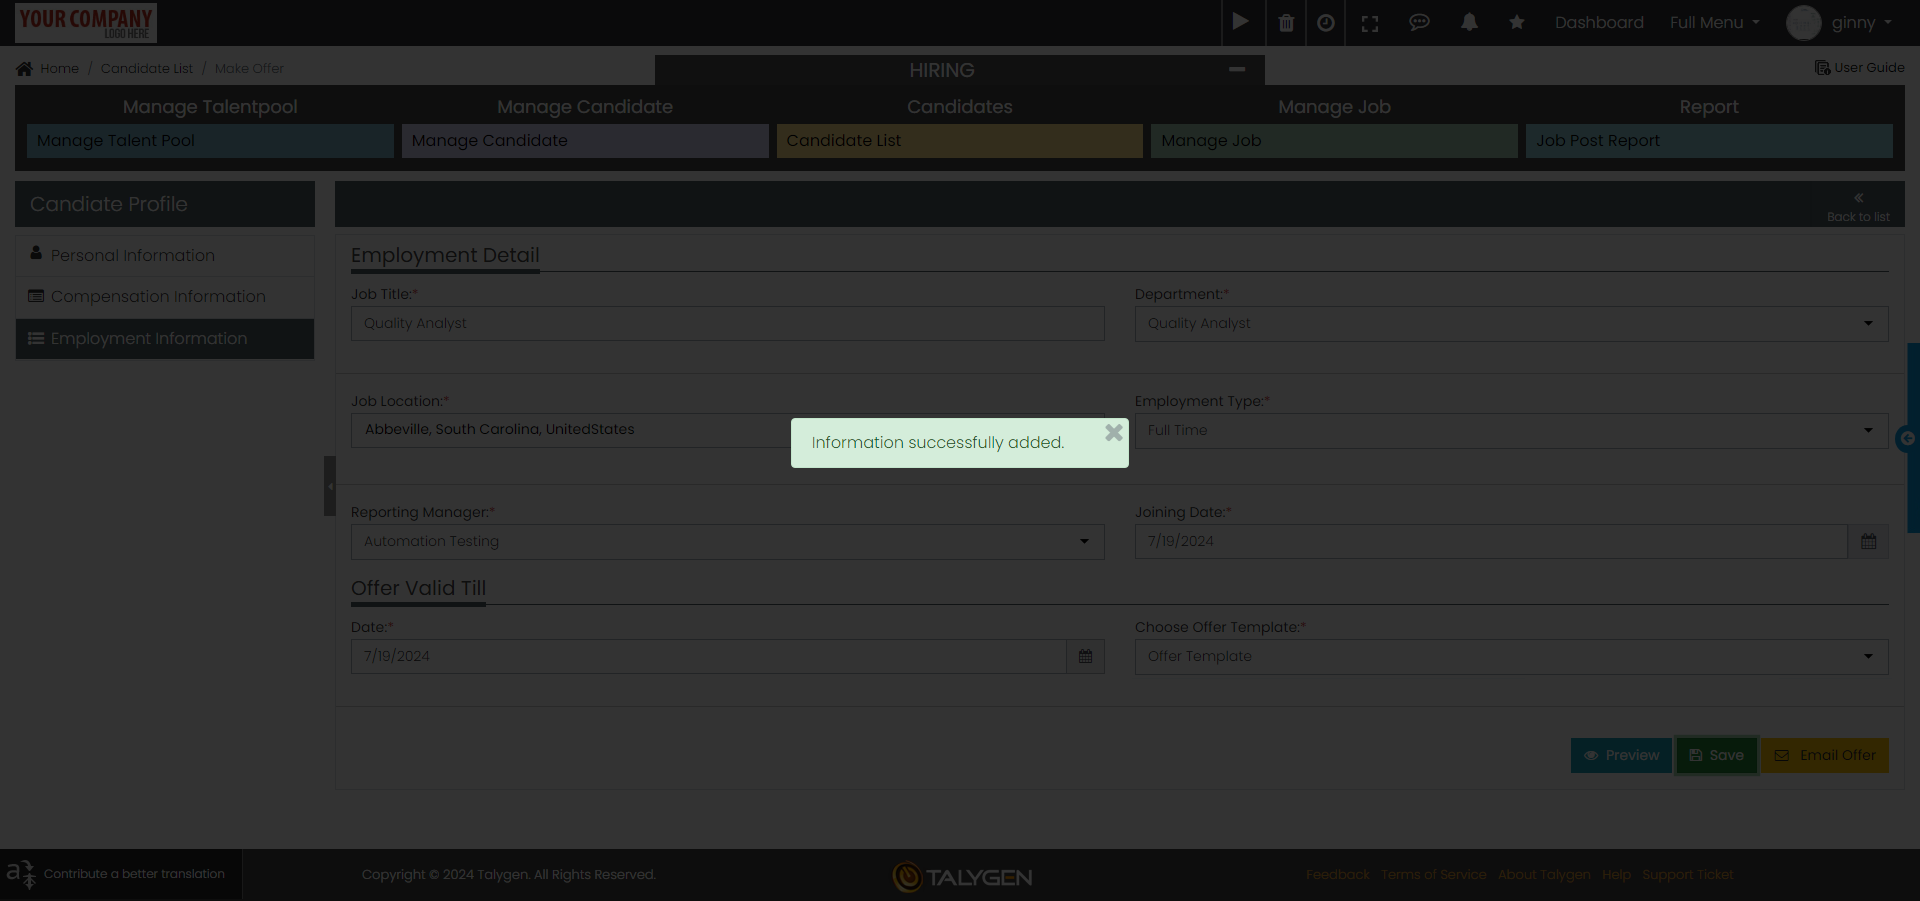 YOUR COMPANY
LOGO HERE
Dashboard
Full Menu
ginny
Home / Candidate List / Make Offer
HIRING
User Guide
Manage Talentpool
Manage Candidate
Candidates
Manage Job
Report
Manage Talent Pool
Manage Candidate
Candidate List
Manage Job
Job Post Report
Candiate Profile
Back to list
Personal Information
Compensation Information
Employment Information
Employment Detail
Job Title:*
Department:*
Quality Analyst
Quality Analyst
Job Location:*
Employment Type:*
Abbeville, South Carolina, UnitedStates
Full Time
Information successfully added.
Reporting Manager:*
Joining Date:*
Automation Testing
7/19/2024
Offer Valid Till
Date:*
Choose Offer Template:*
7/19/2024
Offer Template
Preview
Save
Email Offer
Contribute a better translation
Copyright © 2024 Talygen. All Rights Reserved.
TALYGEN
Feedback Terms of Service About Talygen Help Support Ticket